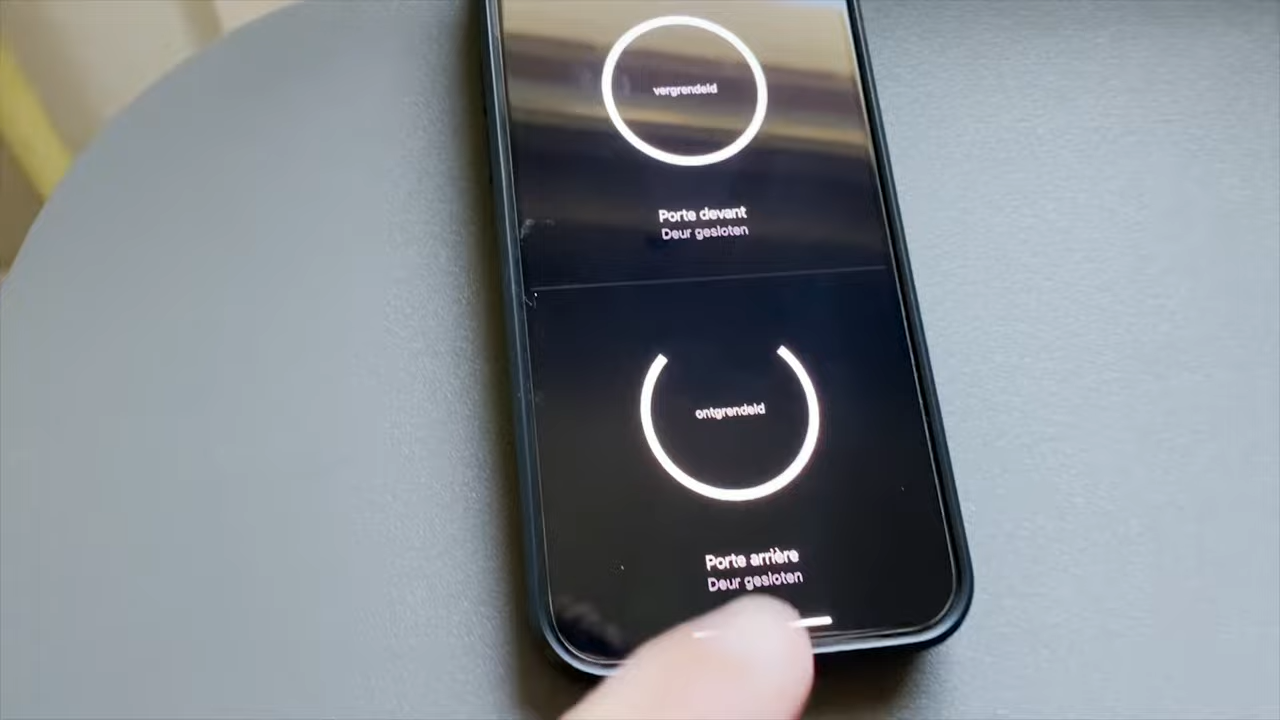 vergrendeld
Porte devant
Deur gesloten
ontgrendeld
Porte arrière
Deur gesloten